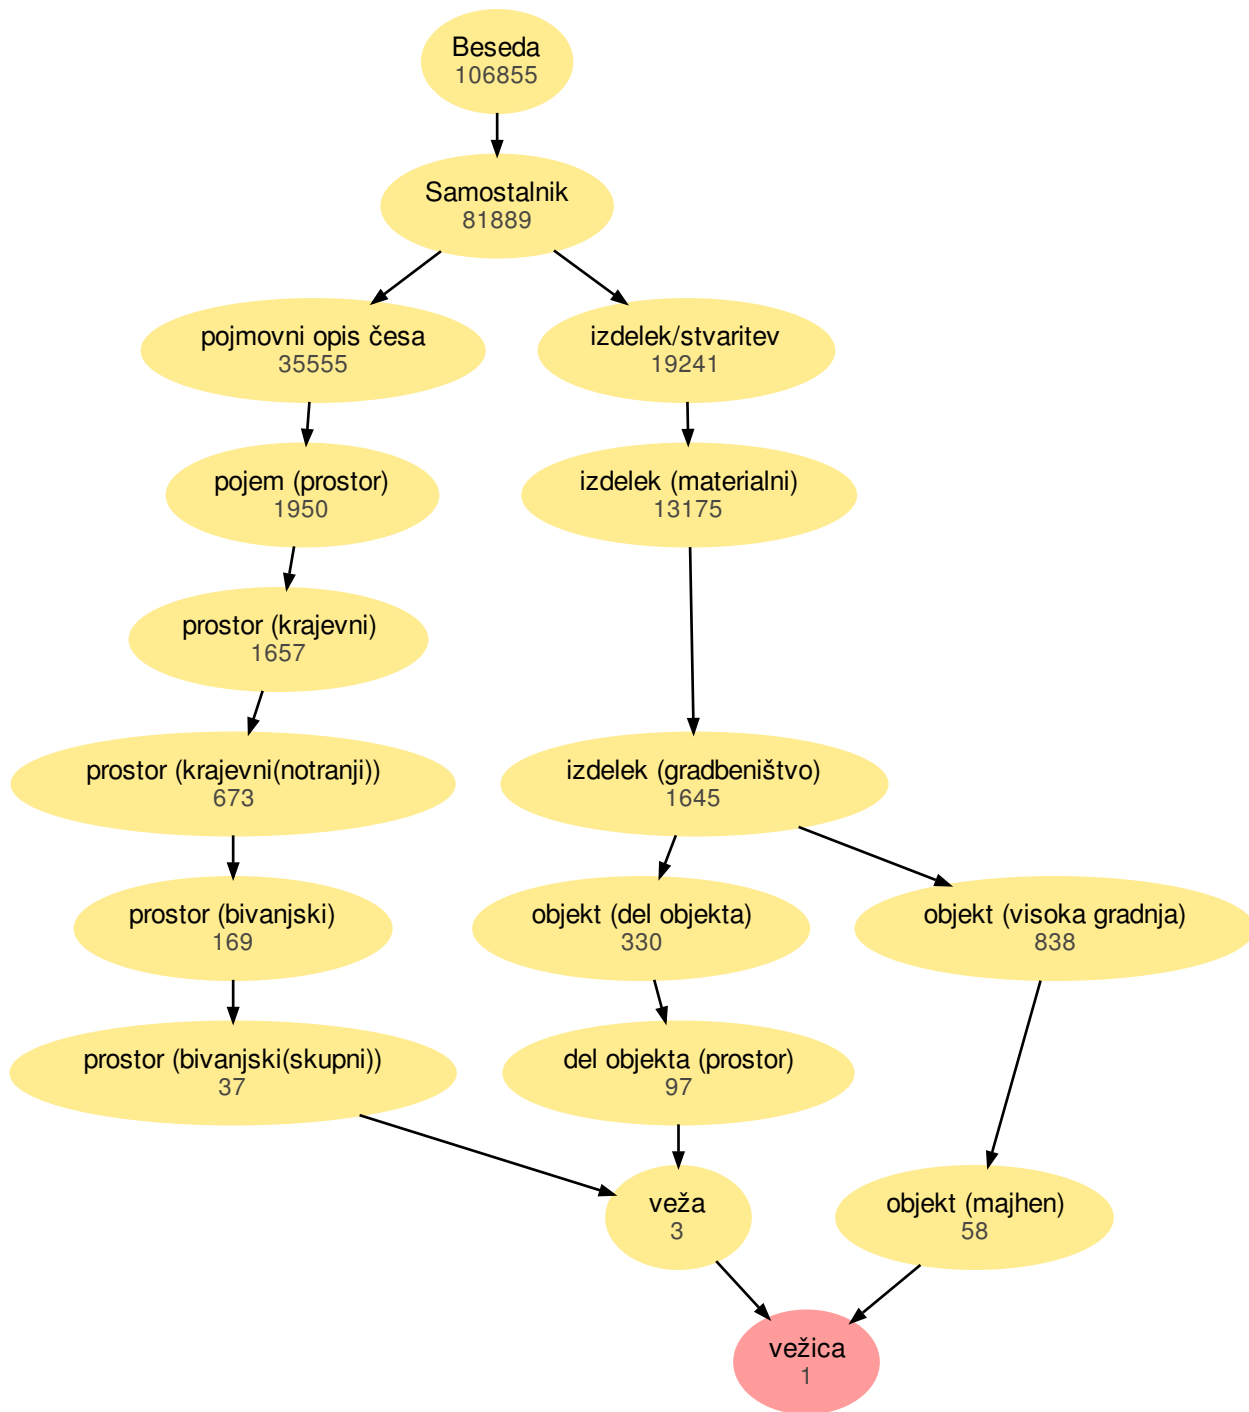 Beseda
106855
Samostalnik
81889
pojmovni opis česa
35555
izdelek/stvaritev
19241
pojem (prostor)
1950
izdelek (materialni)
13175
prostor (krajevni)
1657
prostor (krajevni(notranji))
673
izdelek (gradbeništvo)
1645
prostor (bivanjski)
169
objekt (del objekta)
330
objekt (visoka gradnja)
838
prostor (bivanjski(skupni))
37
del objekta (prostor)
97
veža
3
objekt (majhen)
58
vežica
1